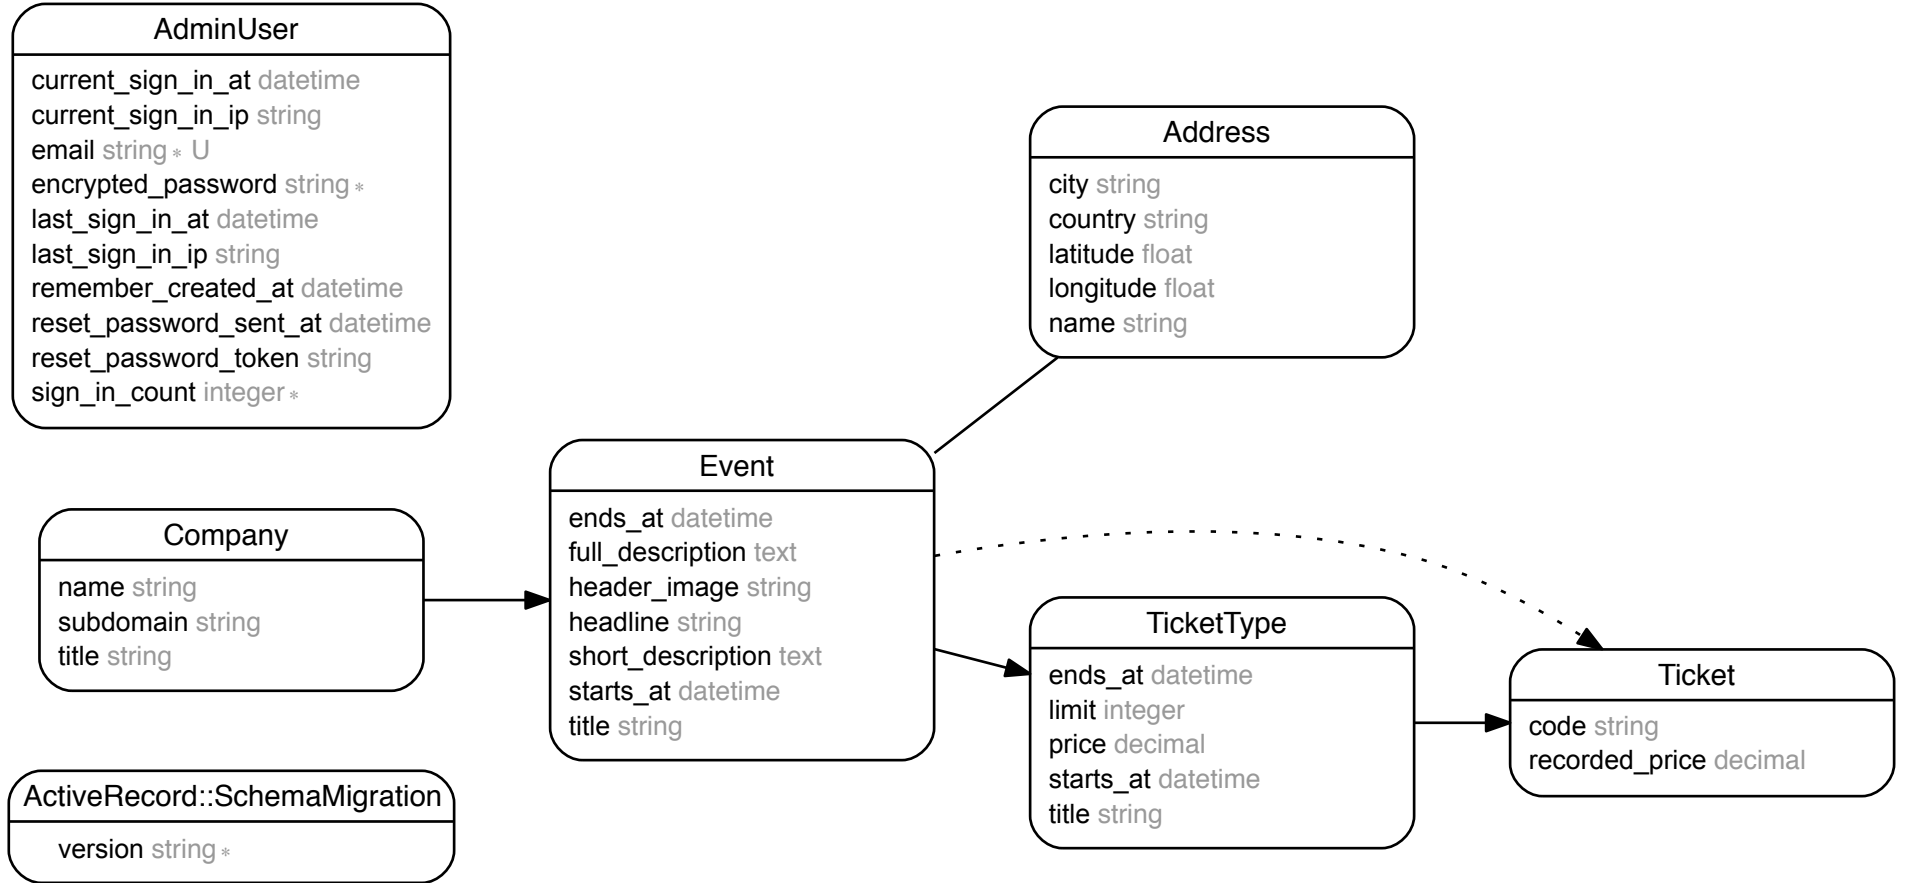 AdminUser
current_sign_in_at datetime
current_sign_in_ip string
email string * U
encrypted_password string *
last_sign_in_at datetime
last_sign_in_ip string
remember_created_at datetime
reset_password_sent_at datetime
reset_password_token string
sign_in_count integer *
Address
city string
country string
latitude float
longitude float
name string
Company
name string
subdomain string
title string
Event
ends_at datetime
full_description text
header_image string
headline string
short_description text
starts_at datetime
title string
TicketType
ends_at datetime
limit integer
price decimal
starts_at datetime
title string
Ticket
code string
recorded_price decimal
ActiveRecord::SchemaMigration
version string *